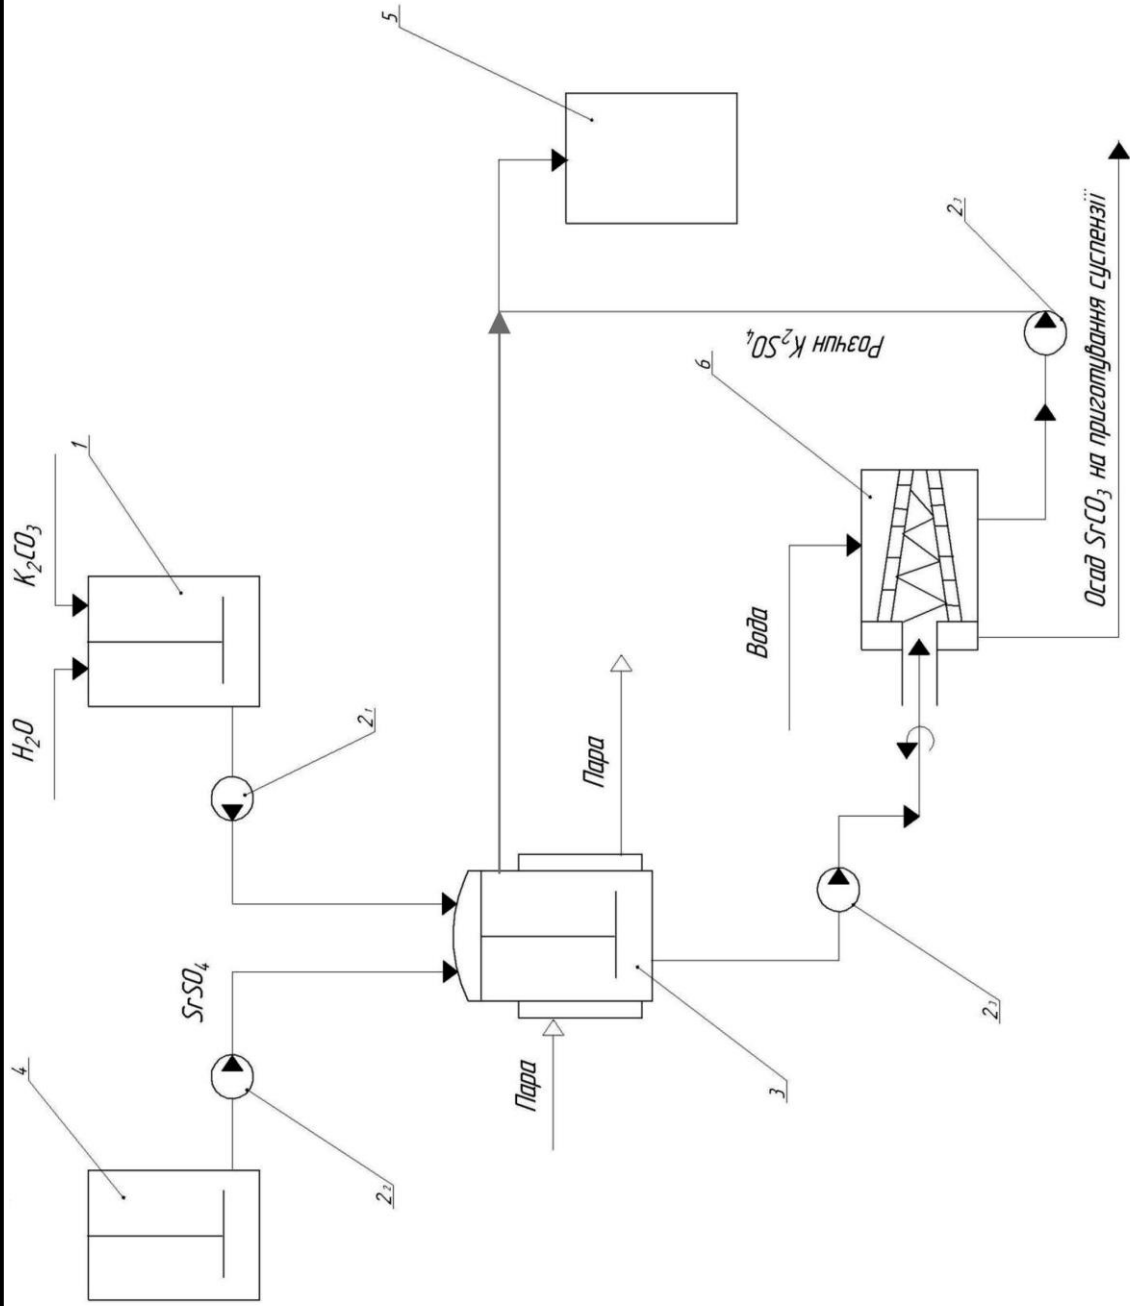 4
H₂O
K₂CO₃
1
SrSO₄
2₁
2₂
5
Пара
Пара
6
Вода
3
Розчин K₂SO₄
2₃
2₃
Осад SrCO₃ на приготування суспензії